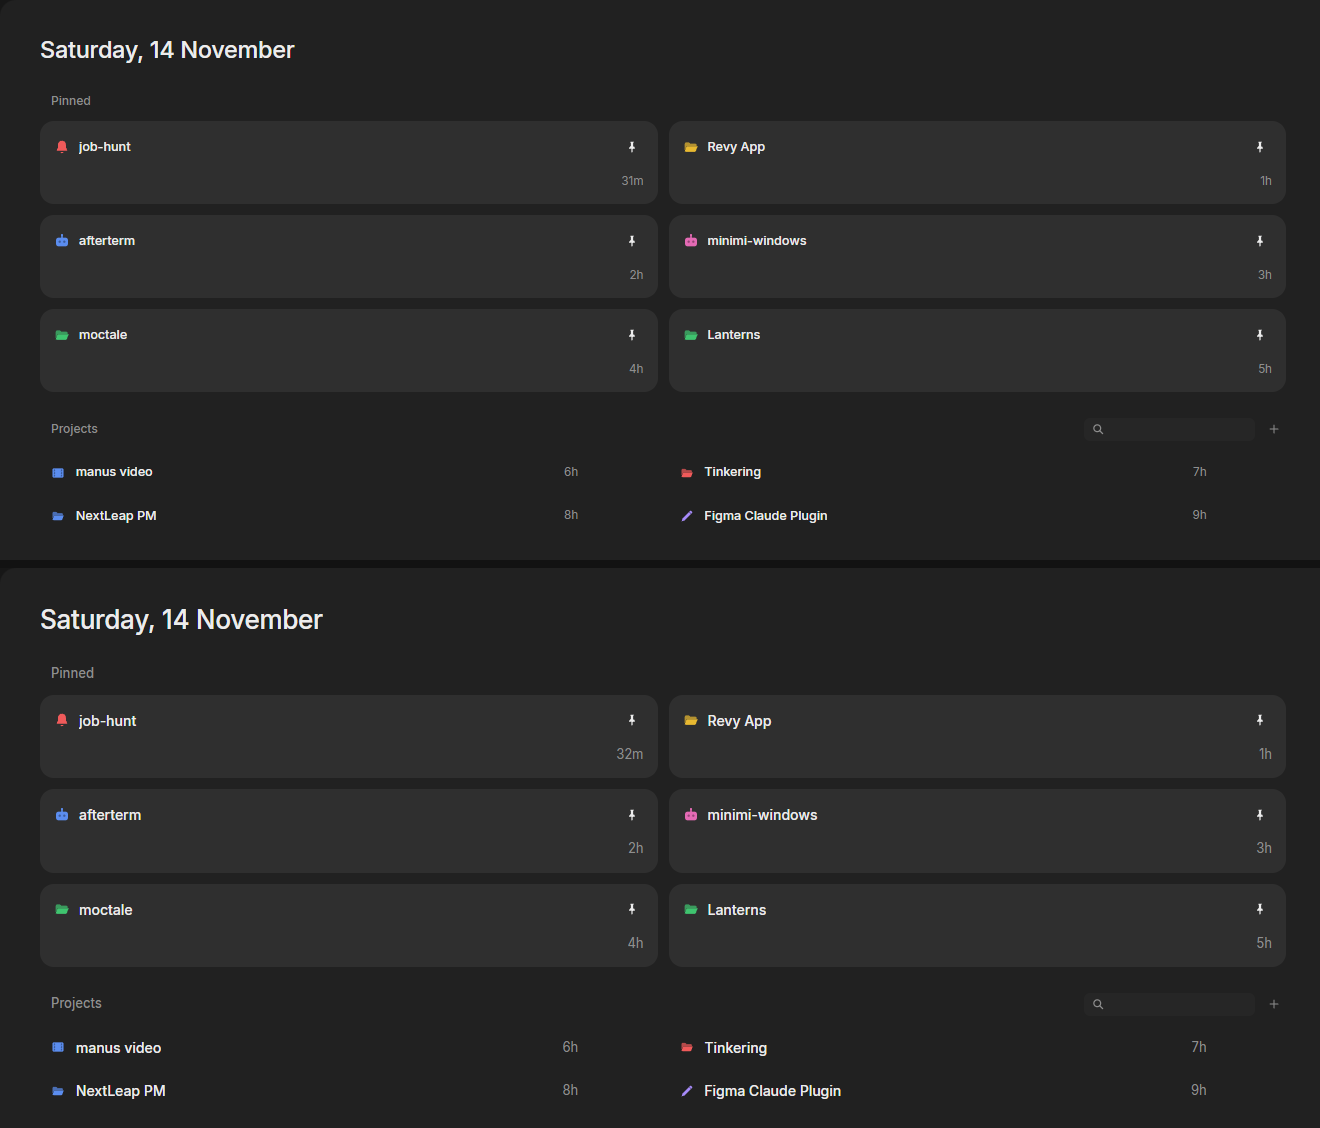 Saturday, 14 November
Pinned
job-hunt
31m
Revy App
1h
afterterm
2h
minimi-windows
3h
moctale
4h
Lanterns
5h
Projects
manus video 6h
Tinkering 7h
NextLeap PM 8h
Figma Claude Plugin 9h
Saturday, 14 November
Pinned
job-hunt
32m
Revy App
1h
afterterm
2h
minimi-windows
3h
moctale
4h
Lanterns
5h
Projects
manus video 6h
Tinkering 7h
NextLeap PM 8h
Figma Claude Plugin 9h